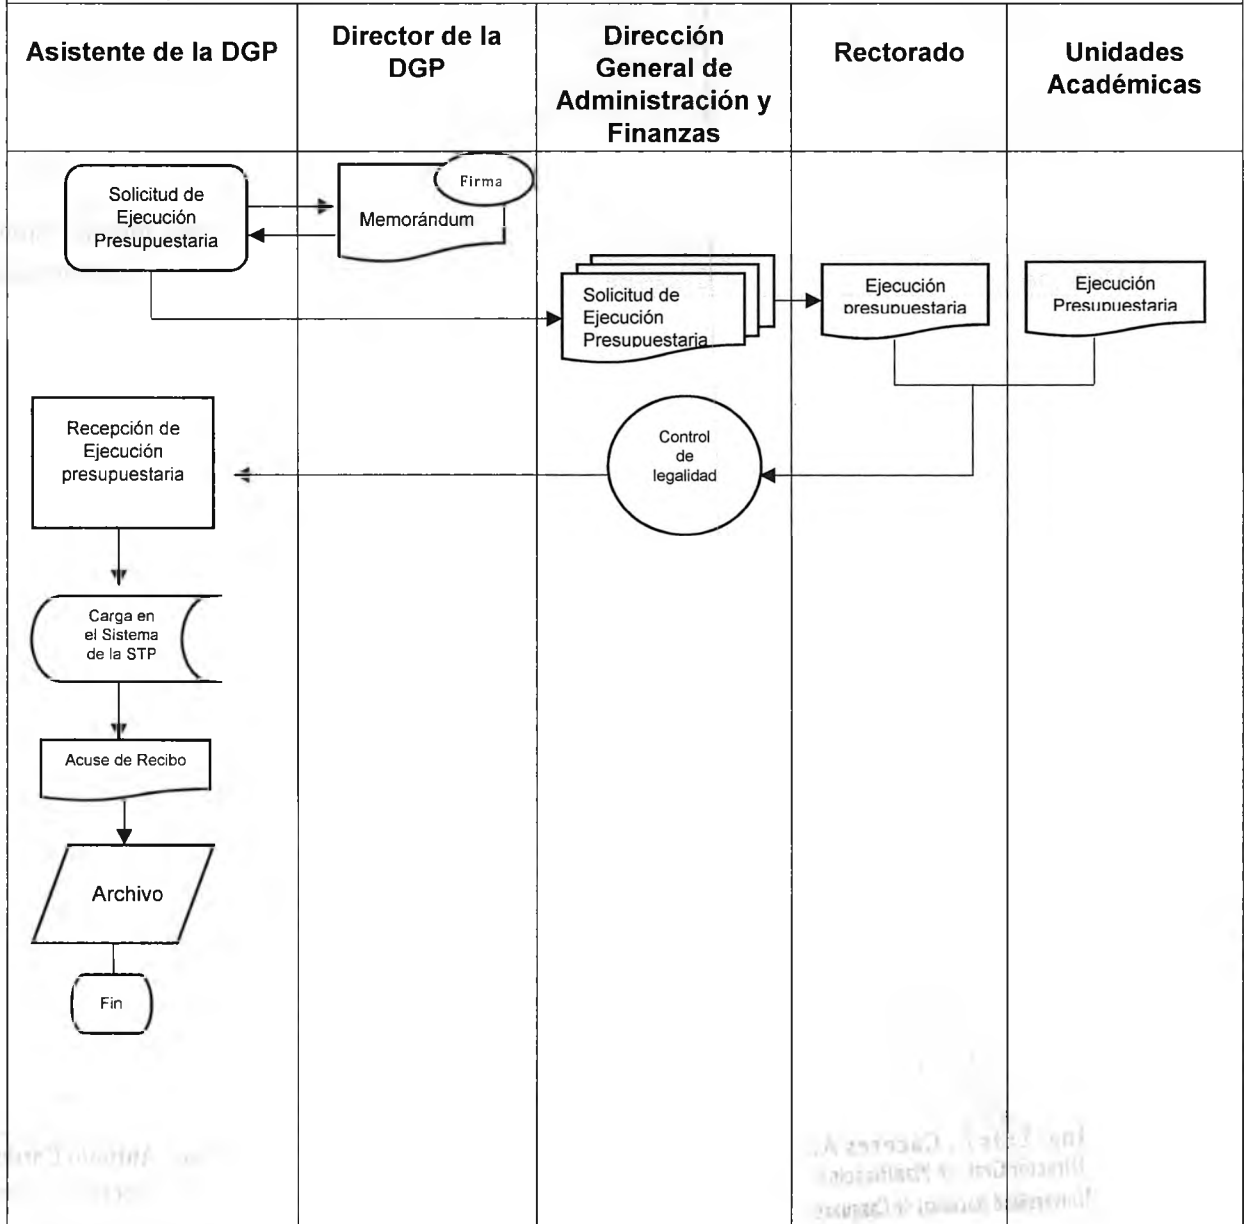 Asistente de la DGP
Director de la
DGP
Dirección
General de
Administración y
Finanzas
Rectorado
Unidades
Académicas
Solicitud de
Ejecución
Presupuestaria
Firma
Memorándum
Solicitud de
Ejecución
Presupuestaria
Ejecución
presupuestaria
Ejecución
Presupuestaria
Recepción de
Ejecución
presupuestaria
Control
de
legalidad
Carga en
el Sistema
de la STP
Acuse de Recibo
Archivo
Fin
Caceres A.